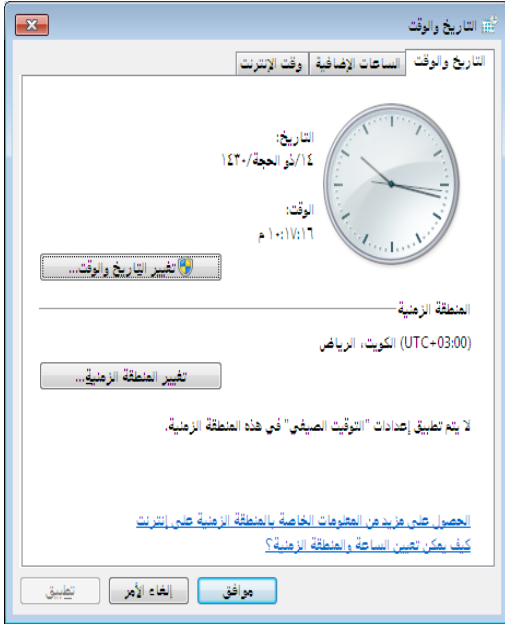 التاريخ والوقت
التاريخ والوقت الساعات الإضافية وقت الإنترنت
التاريخ:
١٤/ذو الحجة/١٤٣٠
الوقت:
١٠:١٧:١٦ م
تغيير التاريخ والوقت...
المنطقة الزمنية
(UTC+03:00) الكويت، الرياض
تغيير المنطقة الزمنية...
لا يتم تطبيق إعدادات "التوقيت الصيفي" في هذه المنطقة الزمنية.
الحصول على مزيد من المعلومات الخاصة بالمنطقة الزمنية على إنترنت
كيف يمكن تعيين الساعة والمنطقة الزمنية؟
موافق إلغاء الأمر تطبيق